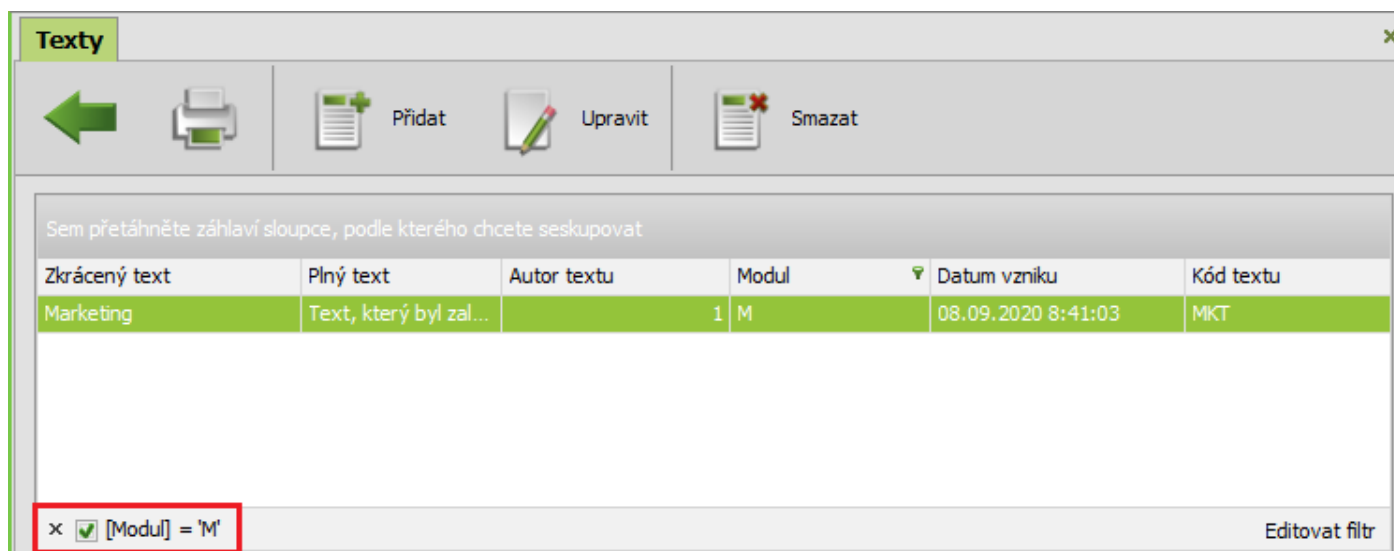 Texty
Přidat Upravit Smazat
Sem přetáhněte záhlaví sloupce, podle kterého chcete seskupovat
Zkrácený text Plný text Autor textu Modul Datum vzniku Kód textu
Marketing Text, který byl zal... 1 M 08.09.2020 8:41:03 MKT
[Modul] = 'M' Editovat filtr